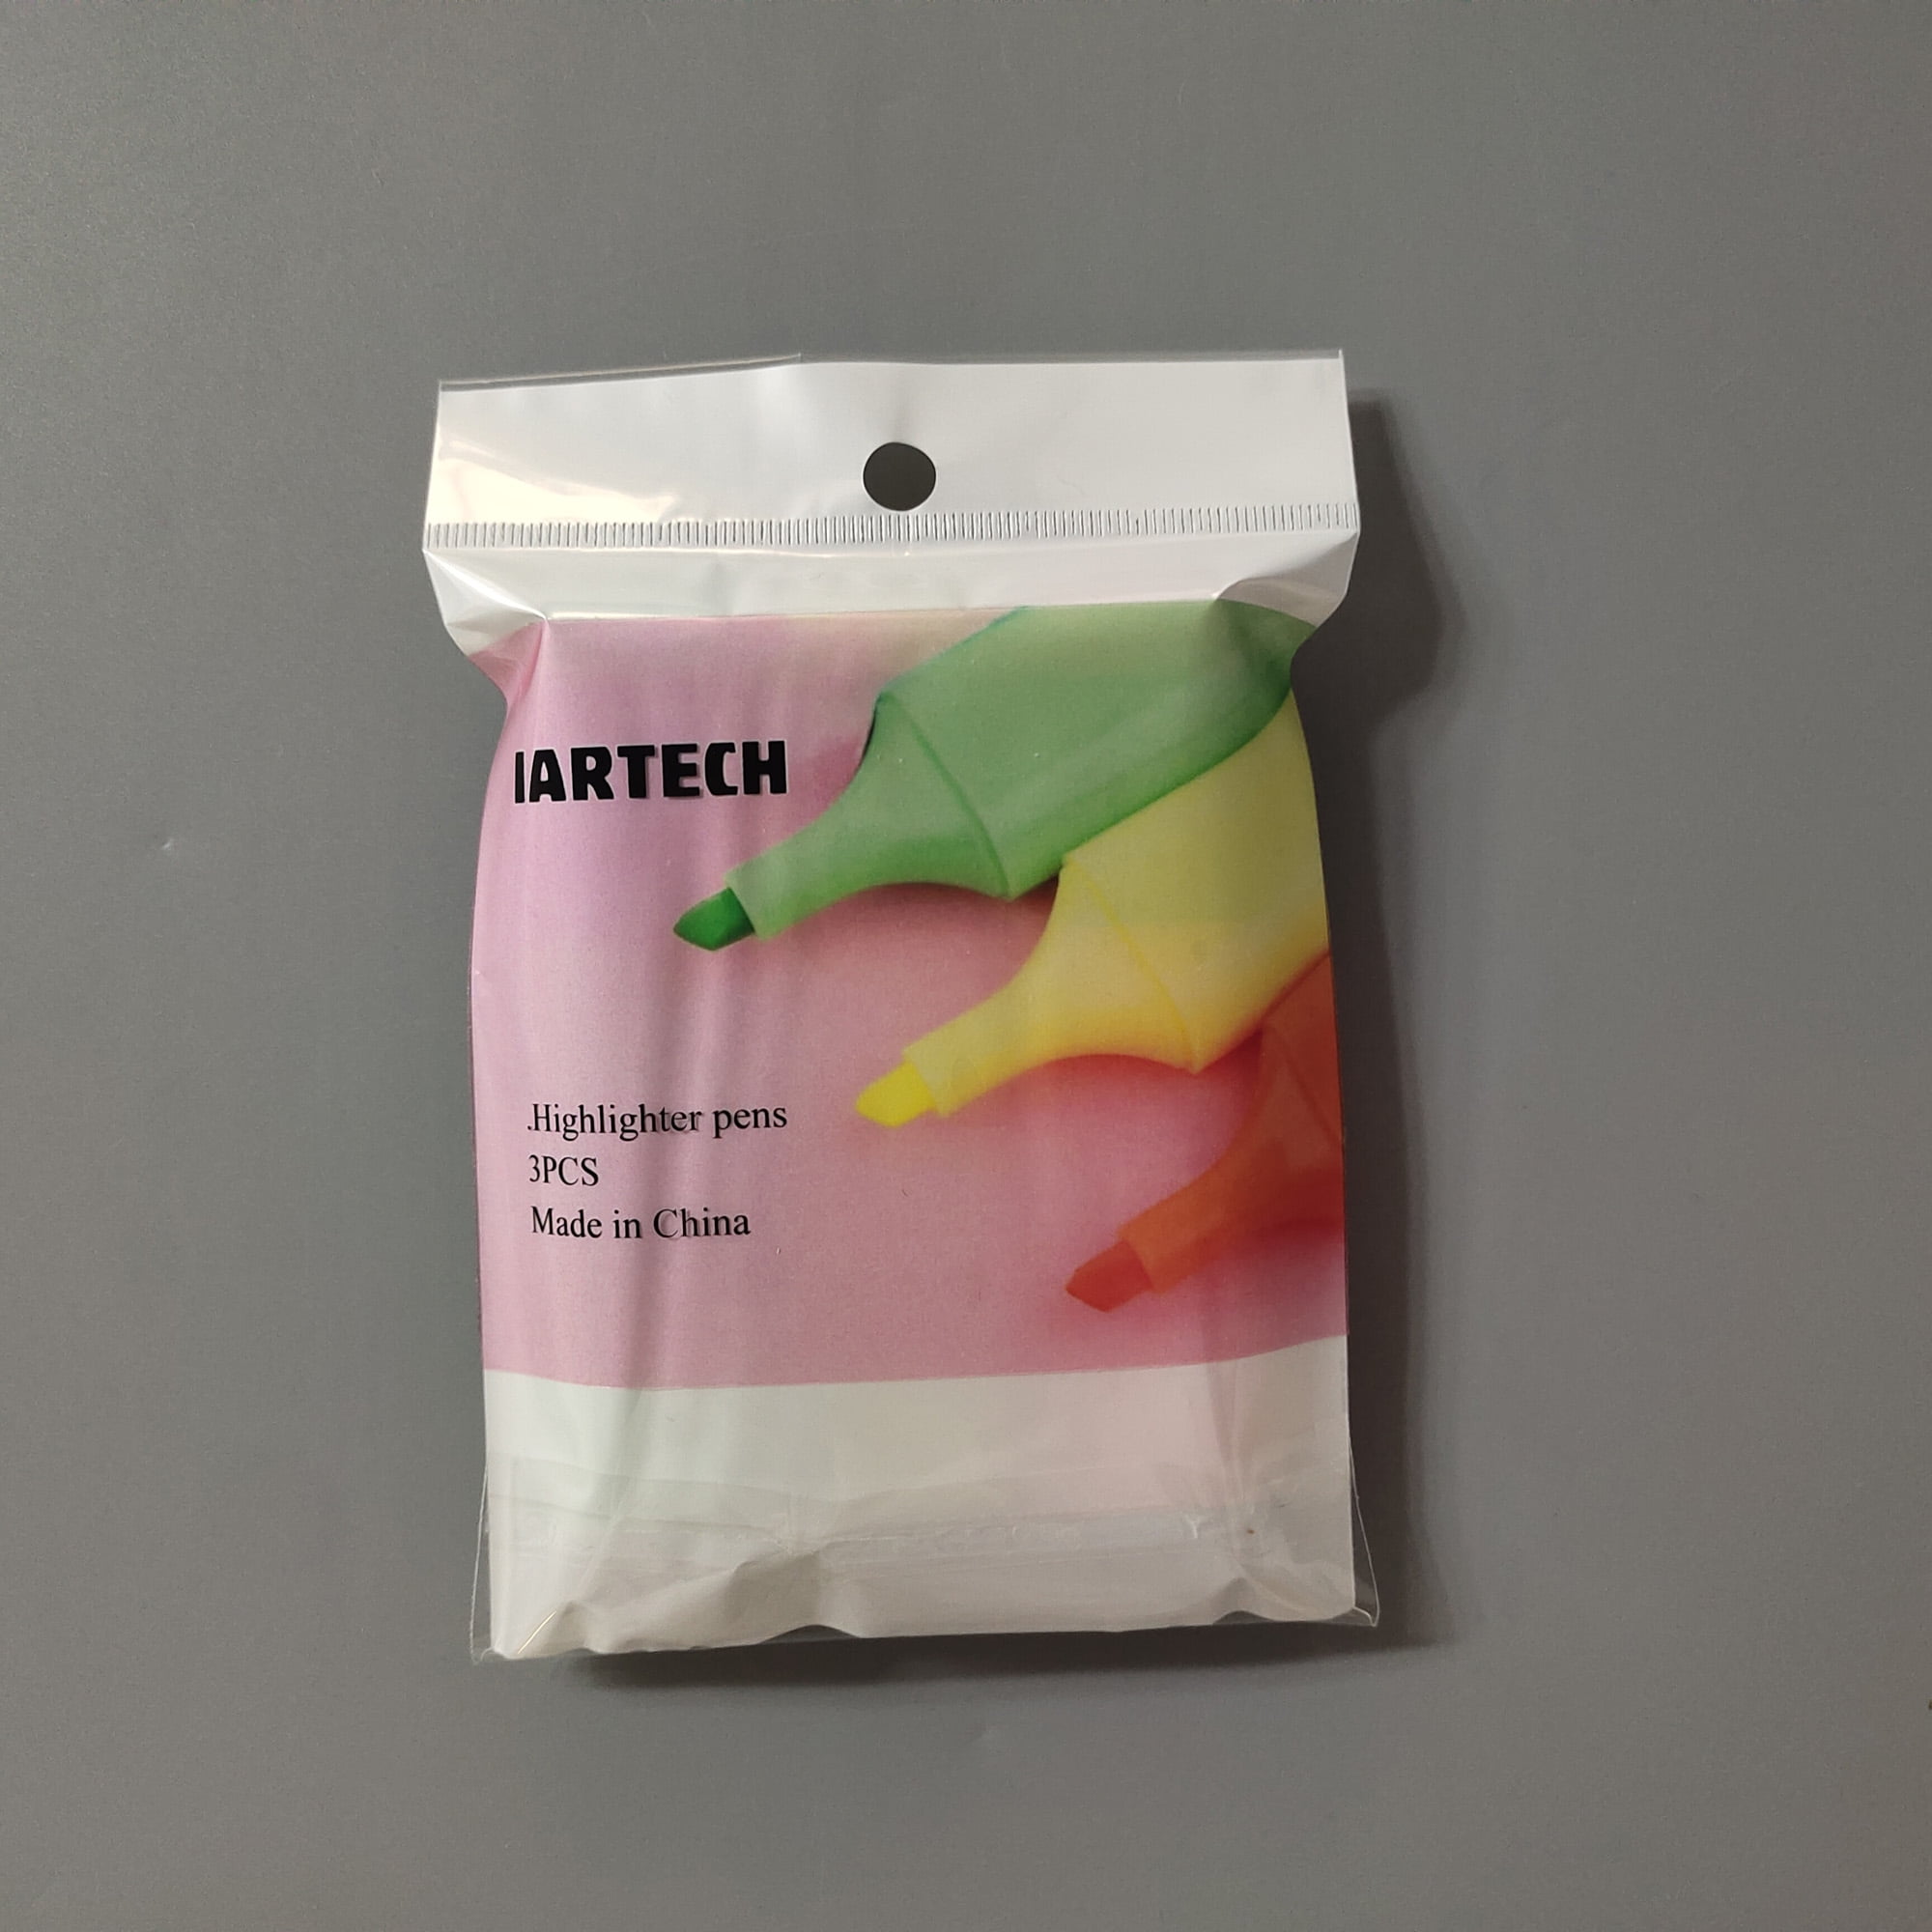 IARTECH
.Highlighter pens
3PCS
Made in China